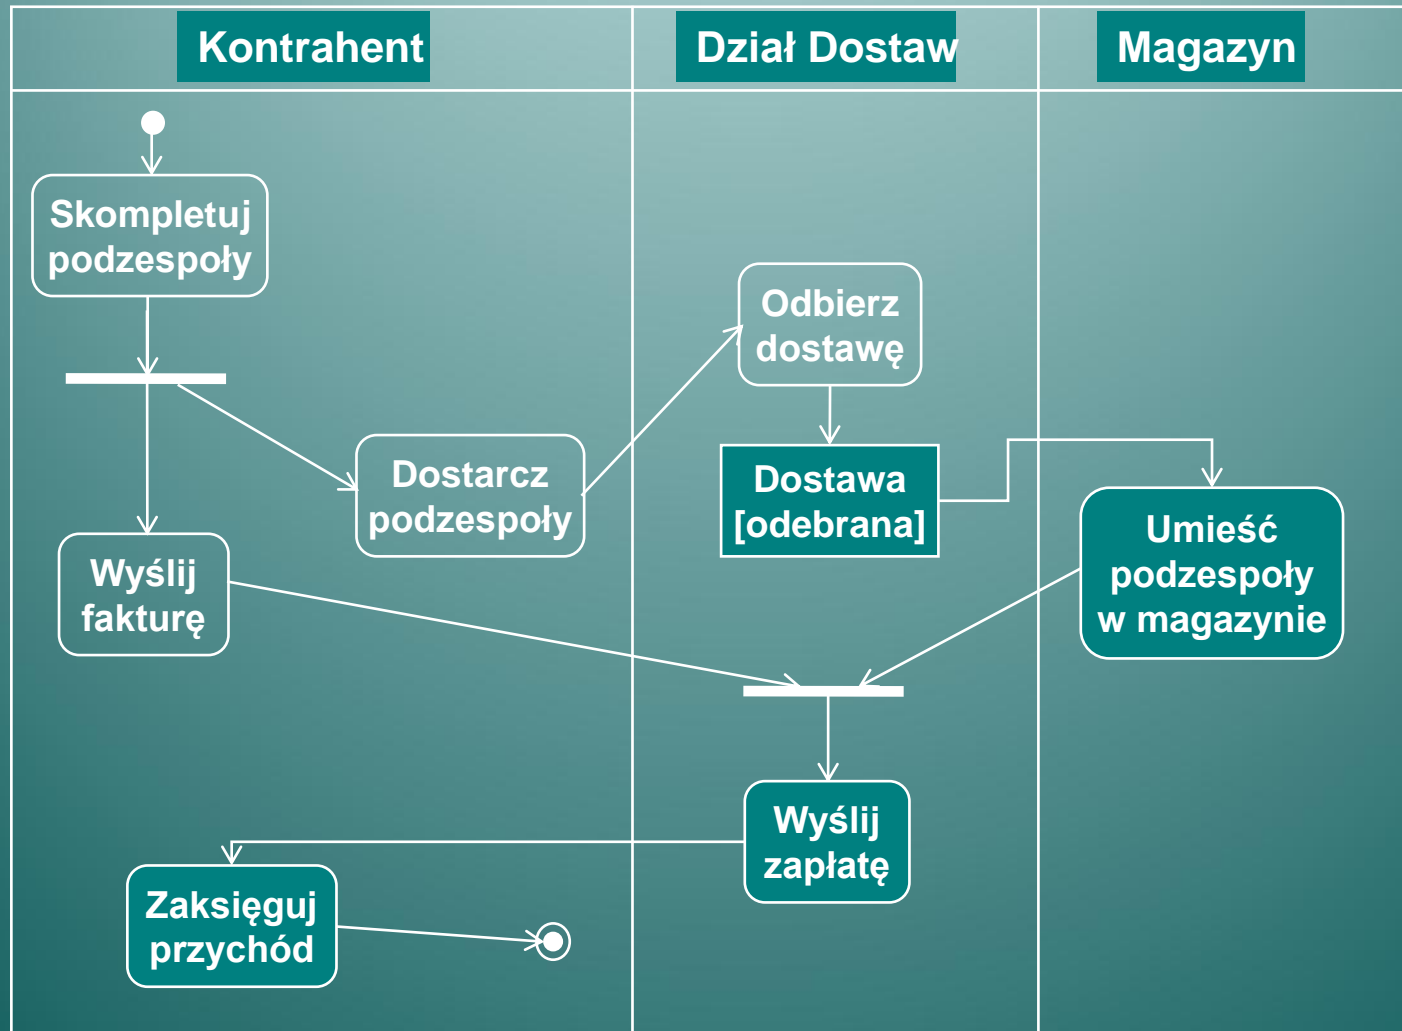 Kontrahent
Dział Dostaw
Magazyn
Skompletuj
podzespoły
Odbierz
dostawę
Dostarcz
podzespoły
Dostawa
[odebrana]
Umieść
podzespoły
w magazynie
Wyślij
fakturę
Wyślij
zapłatę
Zaksięguj
przychód